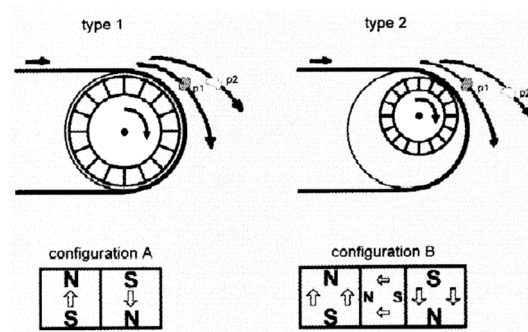 type 1
type 2
p1
p2
p1
p2
configuration A
configuration B
N S
S N
N S
N S
S N